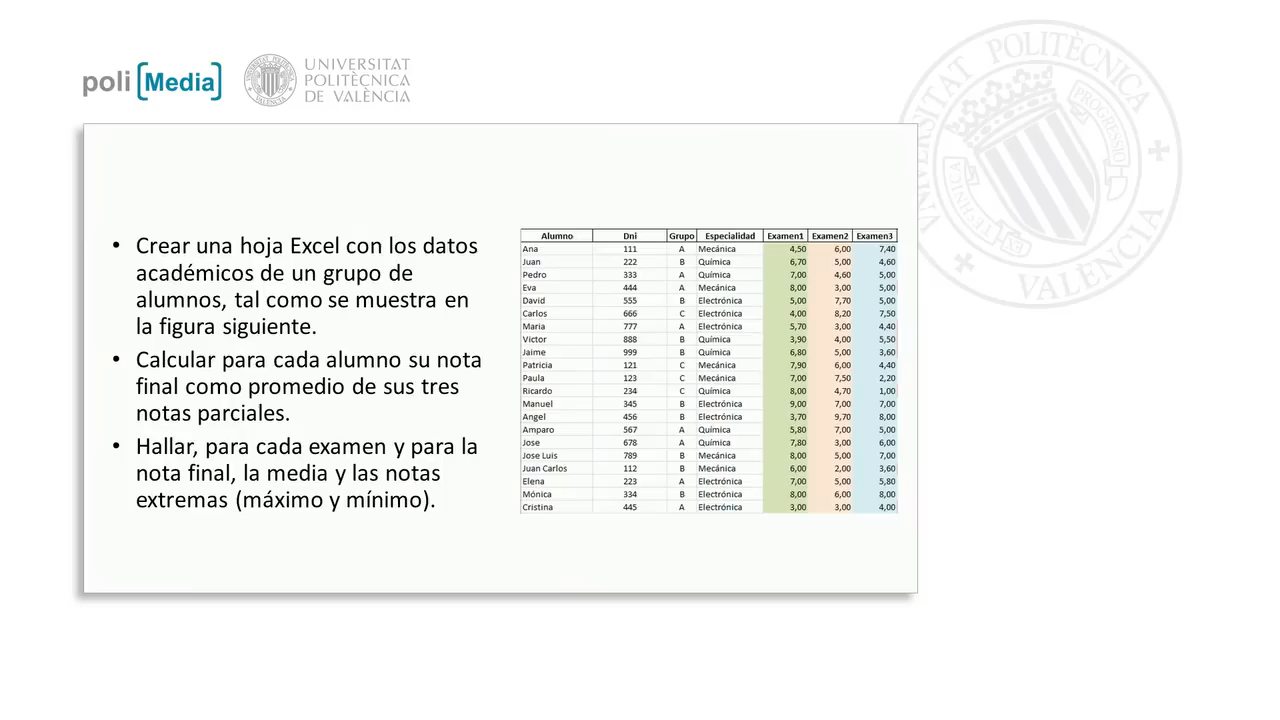 poli [Media]
UNIVERSITAT
POLITÈCNICA
DE VALÈNCIA
UNIVERSITAT POLITÈCNICA
VALÈNCIA
PROGRESSIO
• Crear una hoja Excel con los datos
académicos de un grupo de
alumnos, tal como se muestra en
la figura siguiente.
• Calcular para cada alumno su nota
final como promedio de sus tres
notas parciales.
• Hallar, para cada examen y para la
nota final, la media y las notas
extremas (máximo y mínimo).
Alumno Dni Grupo Especialidad Examen1 Examen2 Examen3
Ana 111 A Mecánica 4,50 6,00 7,40
Juan 222 B Química 6,70 5,00 4,60
Pedro 333 A Química 7,00 4,60 5,00
Eva 444 A Mecánica 8,00 3,00 5,00
David 555 B Electrónica 5,00 7,70 5,00
Carlos 666 C Electrónica 4,00 8,20 7,50
Maria 777 A Electrónica 5,70 3,00 4,40
Victor 888 B Química 3,90 4,00 5,50
Jaime 999 B Química 6,80 5,00 3,60
Patricia 121 C Mecánica 7,90 6,00 4,40
Paula 123 C Mecánica 7,00 7,50 2,20
Ricardo 234 C Química 8,00 4,70 1,00
Manuel 345 B Electrónica 9,00 7,00 7,00
Angel 456 B Electrónica 3,70 9,70 8,00
Amparo 567 A Química 5,80 7,00 5,00
Jose 678 A Química 7,80 3,00 6,00
Jose Luis 789 B Mecánica 8,00 5,00 7,00
Juan Carlos 112 B Mecánica 6,00 2,00 3,60
Elena 223 A Electrónica 7,00 5,00 5,80
Mónica 334 B Electrónica 8,00 6,00 8,00
Cristina 445 A Electrónica 3,00 3,00 4,00